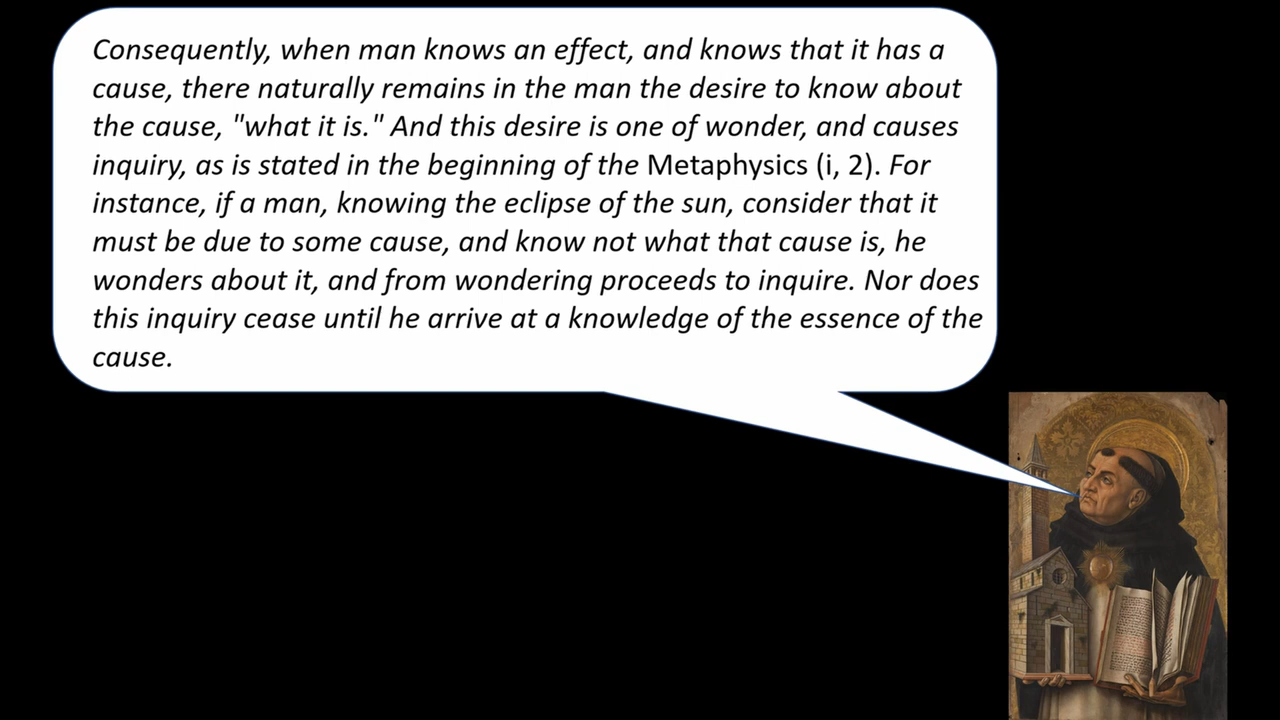 Consequently, when man knows an effect, and knows that it has a
cause, there naturally remains in the man the desire to know about
the cause, "what it is." And this desire is one of wonder, and causes
inquiry, as is stated in the beginning of the Metaphysics (i, 2). For
instance, if a man, knowing the eclipse of the sun, consider that it
must be due to some cause, and know not what that cause is, he
wonders about it, and from wondering proceeds to inquire. Nor does
this inquiry cease until he arrive at a knowledge of the essence of the
cause.